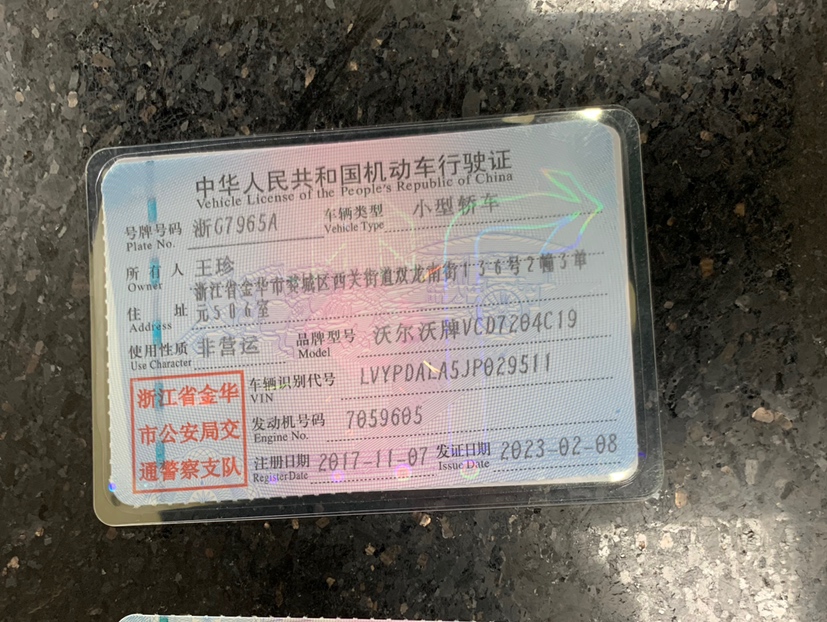 中华人民共和国机动车行驶证
Vehicle License of the People's Republic of China
号牌号码 浙G7965A 车辆类型 小型轿车
Plate No. Vehicle Type
所有人 王珍
Owner
浙江省金华市婺城区西关街道双龙南街136号2幢3单
住址 元506室
Address
使用性质 非营运 品牌型号 沃尔沃牌VCD7204C19
Use Character Model
车辆识别代号 LVYPDALA5JP029511
VIN
发动机号码 7059605
Engine No.
注册日期 2017-11-07 发证日期 2023-02-08
Register Date Issue Date
浙江省金华
市公安局交
通警察支队